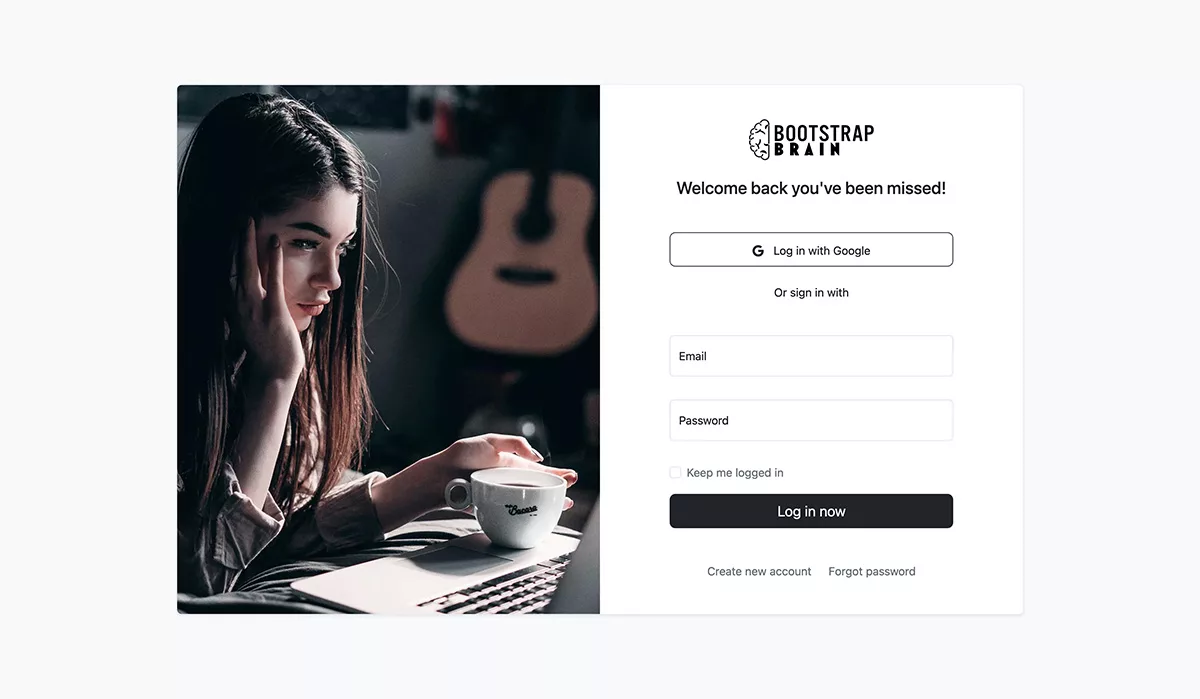 BOOTSTRAP
BRAIN
Welcome back you've been missed!
G Log in with Google
Or sign in with
Email
Password
Keep me logged in
Log in now
Create new account Forgot password